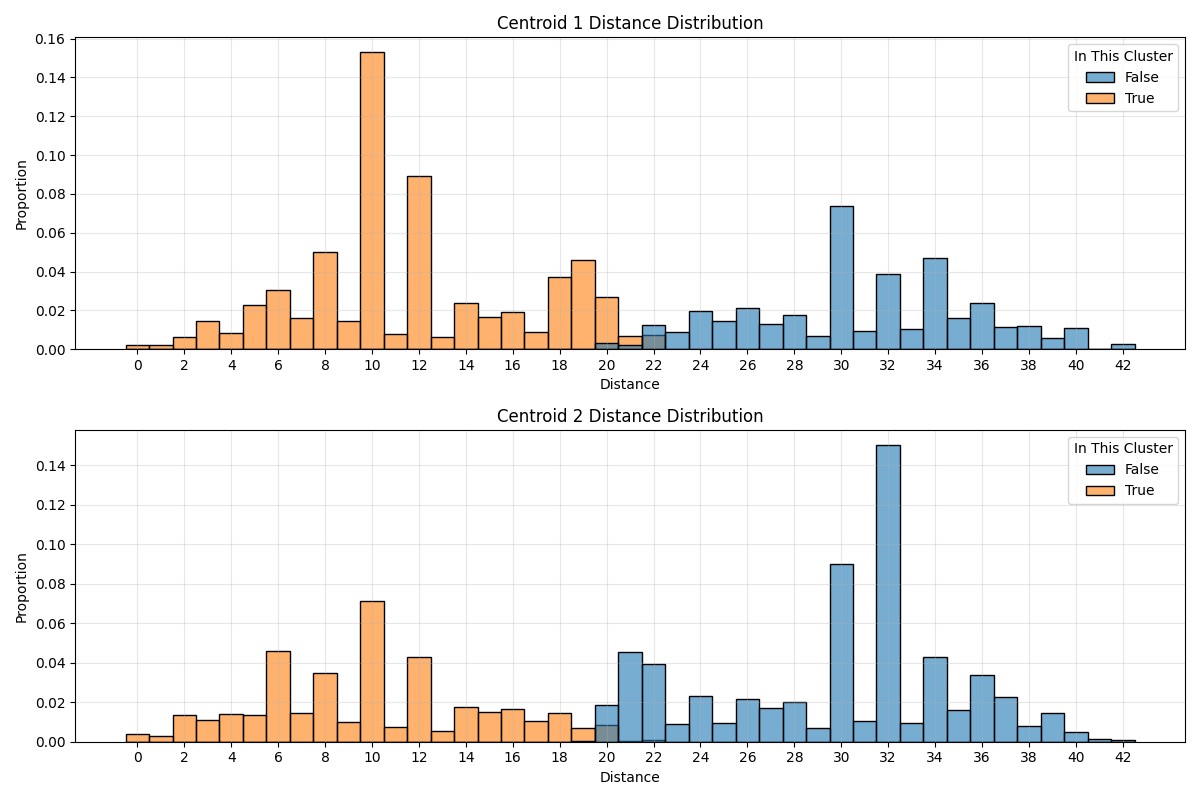 Centroid 1 Distance Distribution
0.16
0.14
0.12
0.10
0.08
0.06
0.04
0.02
0.00
Proportion
In This Cluster
False
True
0 2 4 6 8 10 12 14 16 18 20 22 24 26 28 30 32 34 36 38 40 42
Distance
Centroid 2 Distance Distribution
0.14
0.12
0.10
0.08
0.06
0.04
0.02
0.00
Proportion
In This Cluster
False
True
0 2 4 6 8 10 12 14 16 18 20 22 24 26 28 30 32 34 36 38 40 42
Distance